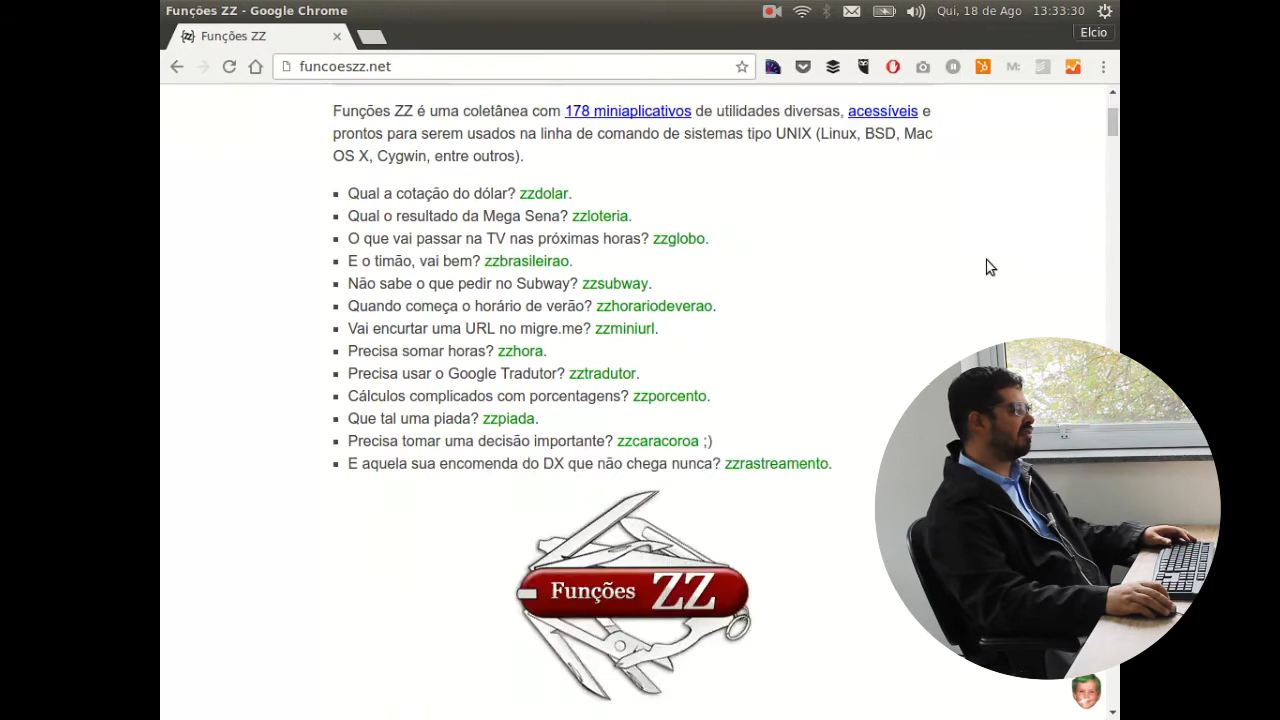 Funções ZZ - Google Chrome
Qui, 18 de Ago 13:33:30
Funções ZZ
Elcio
funcoeszz.net
M:
Funções ZZ é uma coletânea com 178 miniaplicativos de utilidades diversas, acessíveis e
prontos para serem usados na linha de comando de sistemas tipo UNIX (Linux, BSD, Mac
OS X, Cygwin, entre outros).
Qual a cotação do dólar? zzdolar.
Qual o resultado da Mega Sena? zzloteria.
O que vai passar na TV nas próximas horas? zzglobo.
E o timão, vai bem? zzbrasileirao.
Não sabe o que pedir no Subway? zzsubway.
Quando começa o horário de verão? zzhorariodeverao.
Vai encurtar uma URL no migre.me? zzminiurl.
Precisa somar horas? zzhora.
Precisa usar o Google Tradutor? zztradutor.
Cálculos complicados com porcentagens? zzporcento.
Que tal uma piada? zzpiada.
Precisa tomar uma decisão importante? zzcaracoroa ;)
E aquela sua encomenda do DX que não chega nunca? zzrastreamento.
Funções ZZ